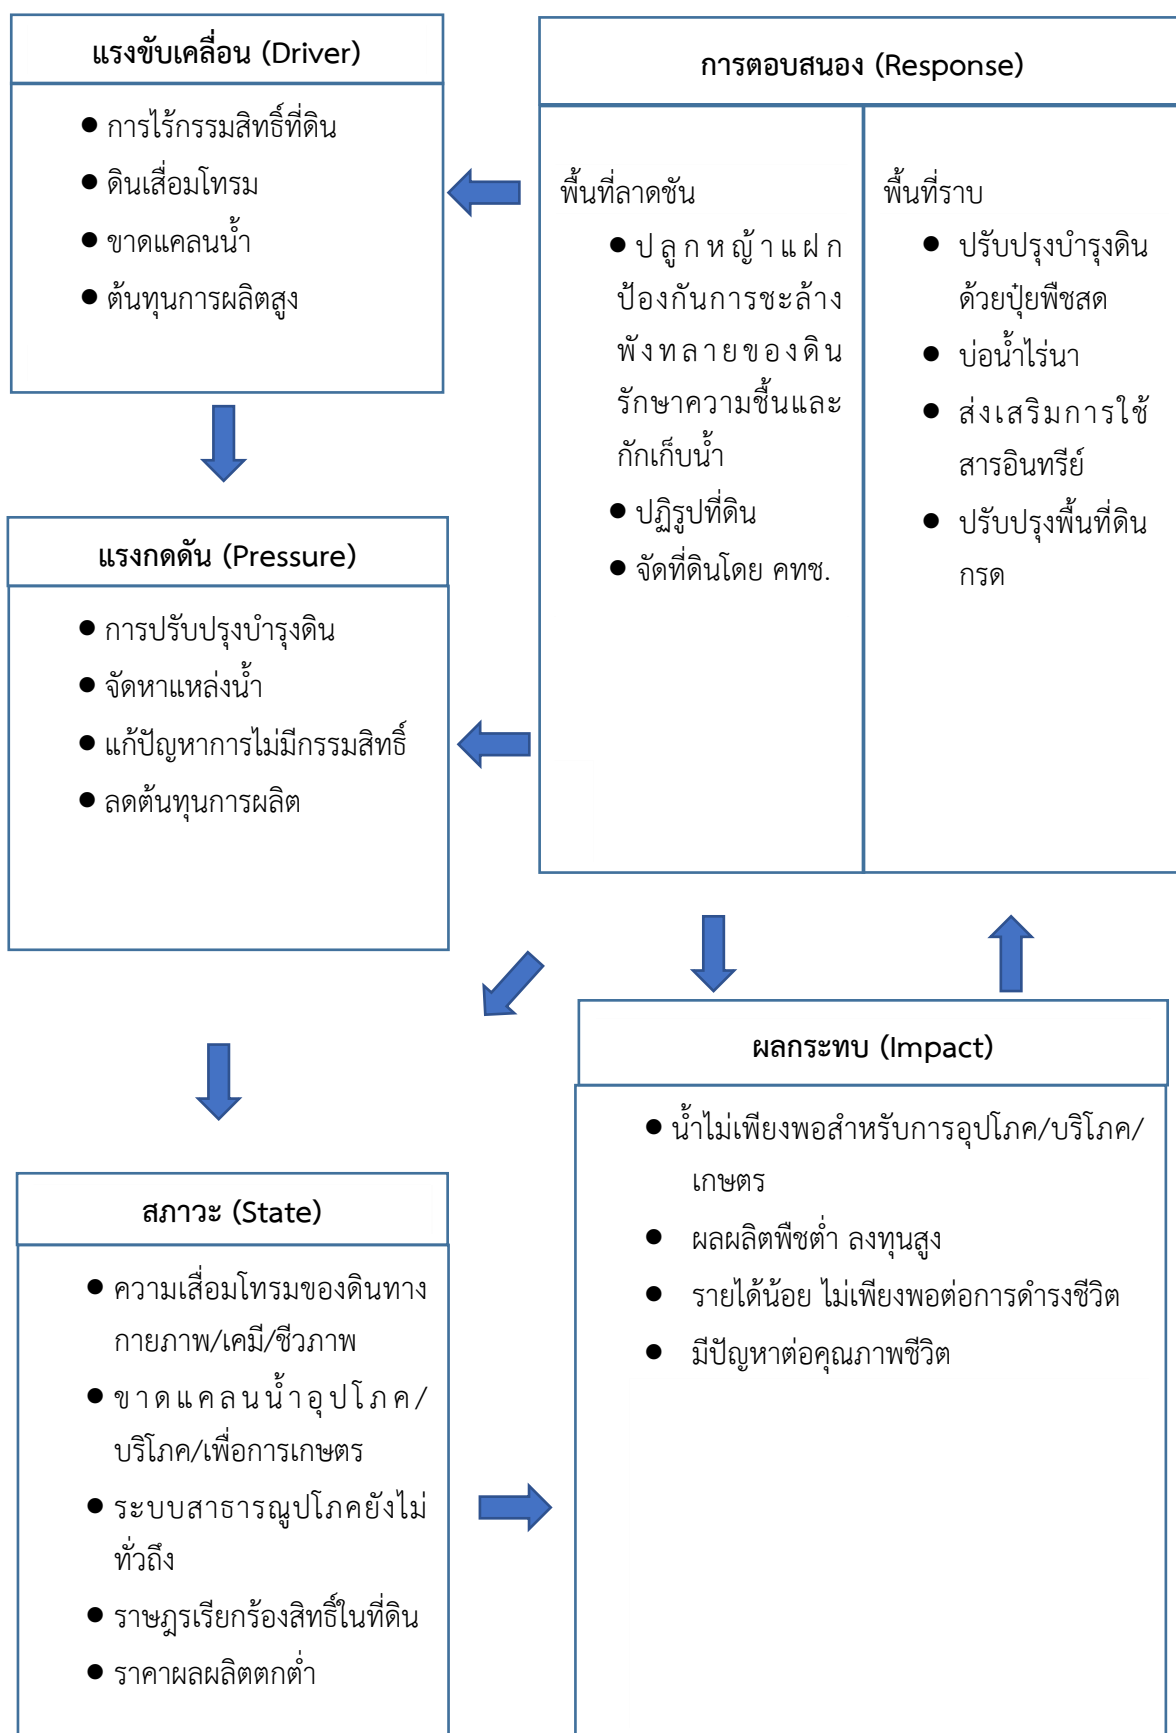 แรงขับเคลื่อน (Driver)
● การไร้กรรมสิทธิ์ที่ดิน
● ดินเสื่อมโทรม
● ขาดแคลนน้ำ
● ต้นทุนการผลิตสูง
การตอบสนอง (Response)
พื้นที่ลาดชัน
● ปลูกหญ้าแฝก
ป้องกันการชะล้าง
พังทลายของดิน
รักษาความชื้นและ
กักเก็บน้ำ
● ปฏิรูปที่ดิน
● จัดที่ดินโดย คทช.
พื้นที่ราบ
● ปรับปรุงบำรุงดิน
ด้วยปุ๋ยพืชสด
● บ่อน้ำไร่นา
● ส่งเสริมการใช้
สารอินทรีย์
● ปรับปรุงพื้นที่ดิน
กรด
แรงกดดัน (Pressure)
● การปรับปรุงบำรุงดิน
● จัดหาแหล่งน้ำ
● แก้ปัญหาการไม่มีกรรมสิทธิ์
● ลดต้นทุนการผลิต
สภาวะ (State)
● ความเสื่อมโทรมของดินทาง
กายภาพ/เคมี/ชีวภาพ
● ขาดแคลนน้ำอุปโภค/
บริโภค/เพื่อการเกษตร
● ระบบสาธารณูปโภคยังไม่
ทั่วถึง
● ราษฎรเรียกร้องสิทธิ์ในที่ดิน
● ราคาผลผลิตตกต่ำ
ผลกระทบ (Impact)
● น้ำไม่เพียงพอสำหรับการอุปโภค/บริโภค/
เกษตร
● ผลผลิตพืชต่ำ ลงทุนสูง
● รายได้น้อย ไม่เพียงพอต่อการดำรงชีวิต
● มีปัญหาต่อคุณภาพชีวิต